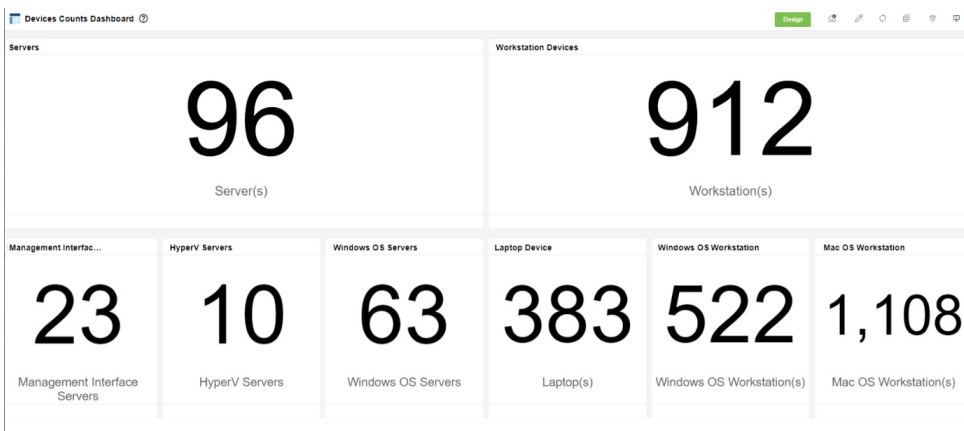 Devices Counts Dashboard
Design
Servers
Workstation Devices
96
912
Server(s)
Workstation(s)
Management Interfac...
HyperV Servers
Windows OS Servers
Laptop Device
Windows OS Workstation
Mac OS Workstation
23
10
63
383
522
1,108
Management Interface
Servers
HyperV Servers
Windows OS Servers
Laptop(s)
Windows OS Workstation(s)
Mac OS Workstation(s)